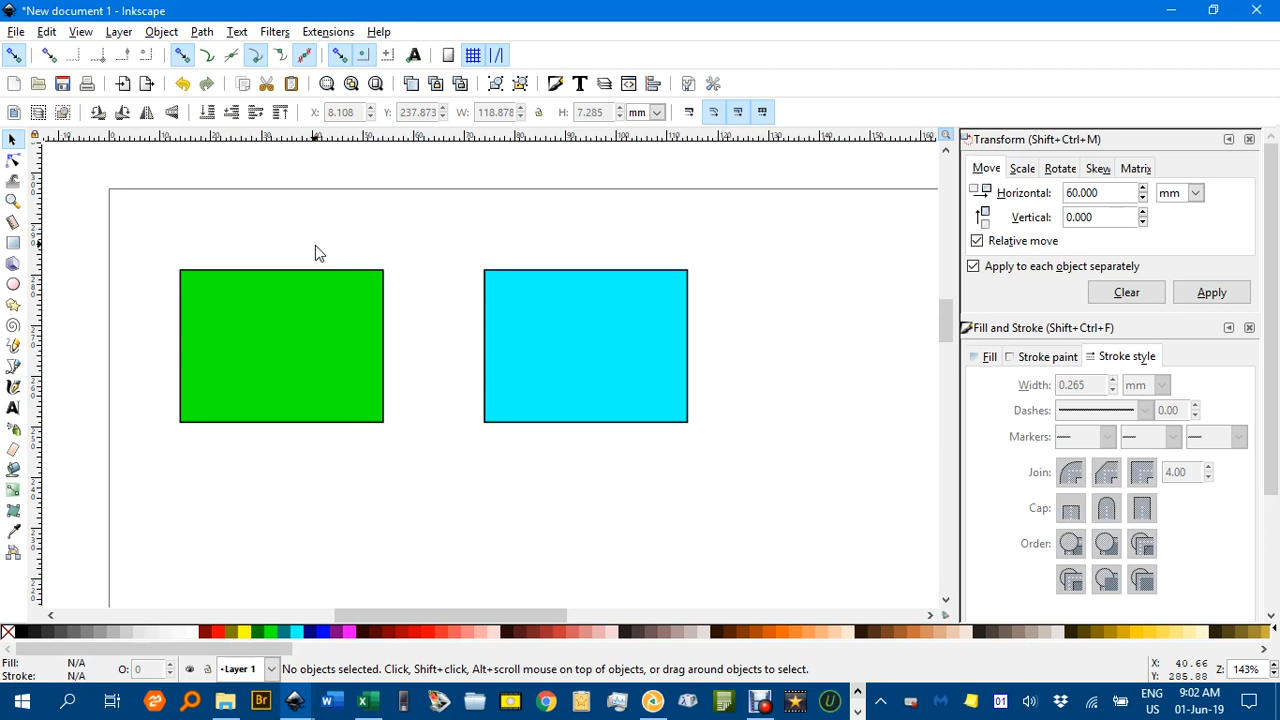 *New document 1 - Inkscape
File Edit View Layer Object Path Text Filters Extensions Help
X: 8.108 Y: 237.873 W: 118.878 H: 7.285 mm
Transform (Shift+Ctrl+M)
Move Scale Rotate Skew Matrix
Horizontal: 60.000 mm
Vertical: 0.000
Relative move
Apply to each object separately
Clear Apply
Fill and Stroke (Shift+Ctrl+F)
Fill Stroke paint Stroke style
Width: 0.265 mm
Dashes: 0.00
Markers:
Join: 4.00
Cap:
Order:
Fill: N/A
Stroke: N/A
O: 0
Layer 1
No objects selected. Click, Shift+click, Alt+scroll mouse on top of objects, or drag around objects to select.
X: 40.66
Y: 285.88
Z: 143%
ENG
US
9:02 AM
01-Jun-19